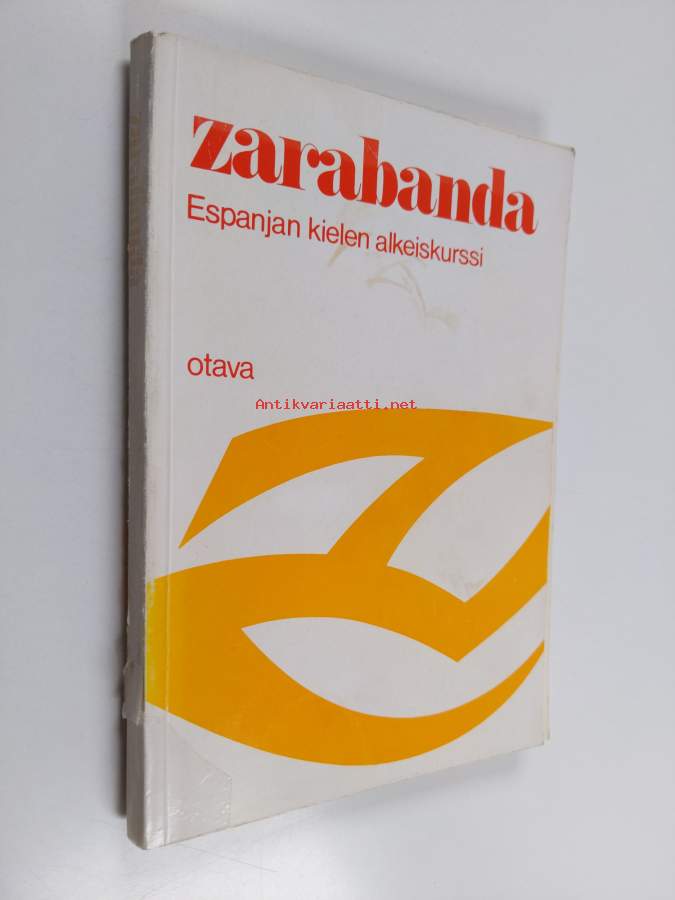 zarabanda
Espanjan kielen alkeiskurssi
otava
Antikvariaatti.net